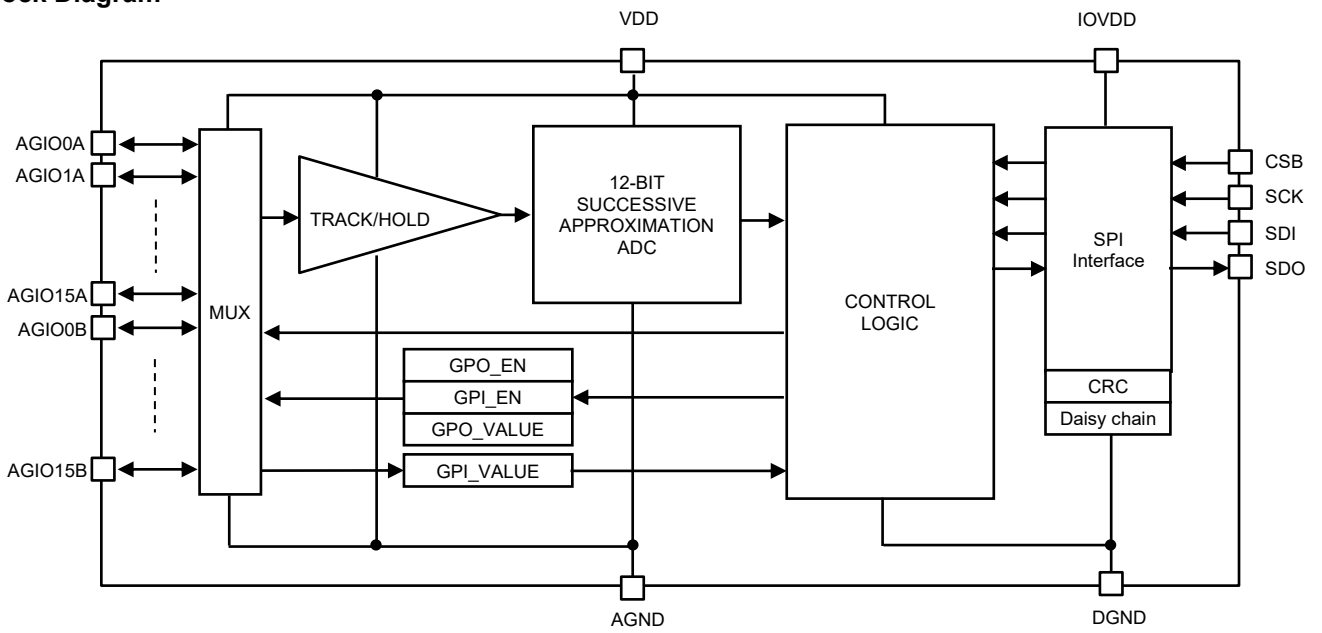 ock Diagram
VDD
IOVDD
AGIO0A
AGIO1A
AGIO15A
AGIO0B
AGIO15B
MUX
TRACK/HOLD
12-BIT
SUCCESSIVE
APPROXIMATION
ADC
GPO_EN
GPI_EN
GPO_VALUE
GPI_VALUE
CONTROL
LOGIC
SPI
Interface
CRC
Daisy chain
CSB
SCK
SDI
SDO
AGND
DGND